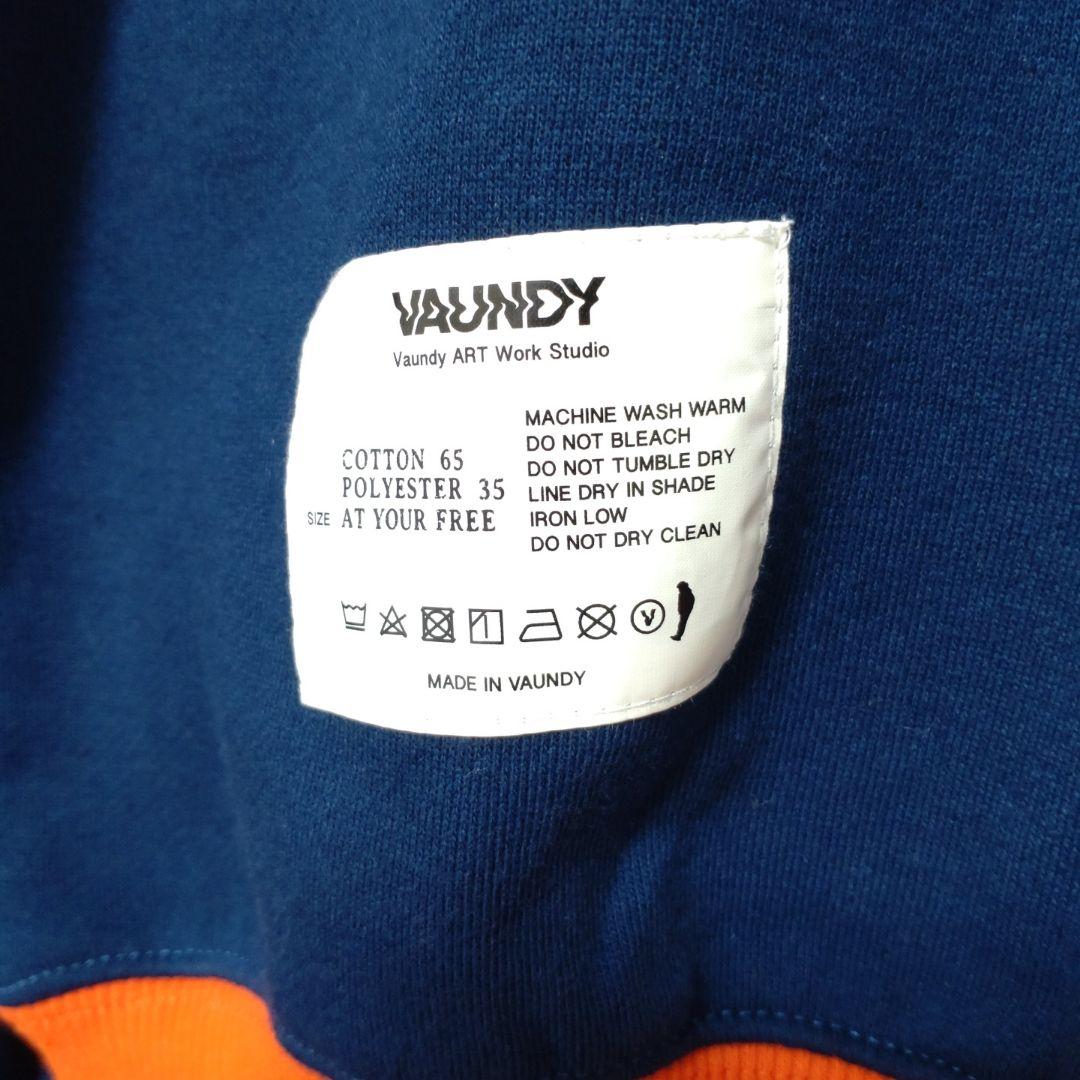 VAUNDY
Vaundy ART Work Studio
COTTON 65
POLYESTER 35
SIZE AT YOUR FREE
MACHINE WASH WARM
DO NOT BLEACH
DO NOT TUMBLE DRY
LINE DRY IN SHADE
IRON LOW
DO NOT DRY CLEAN
V
MADE IN VAUNDY